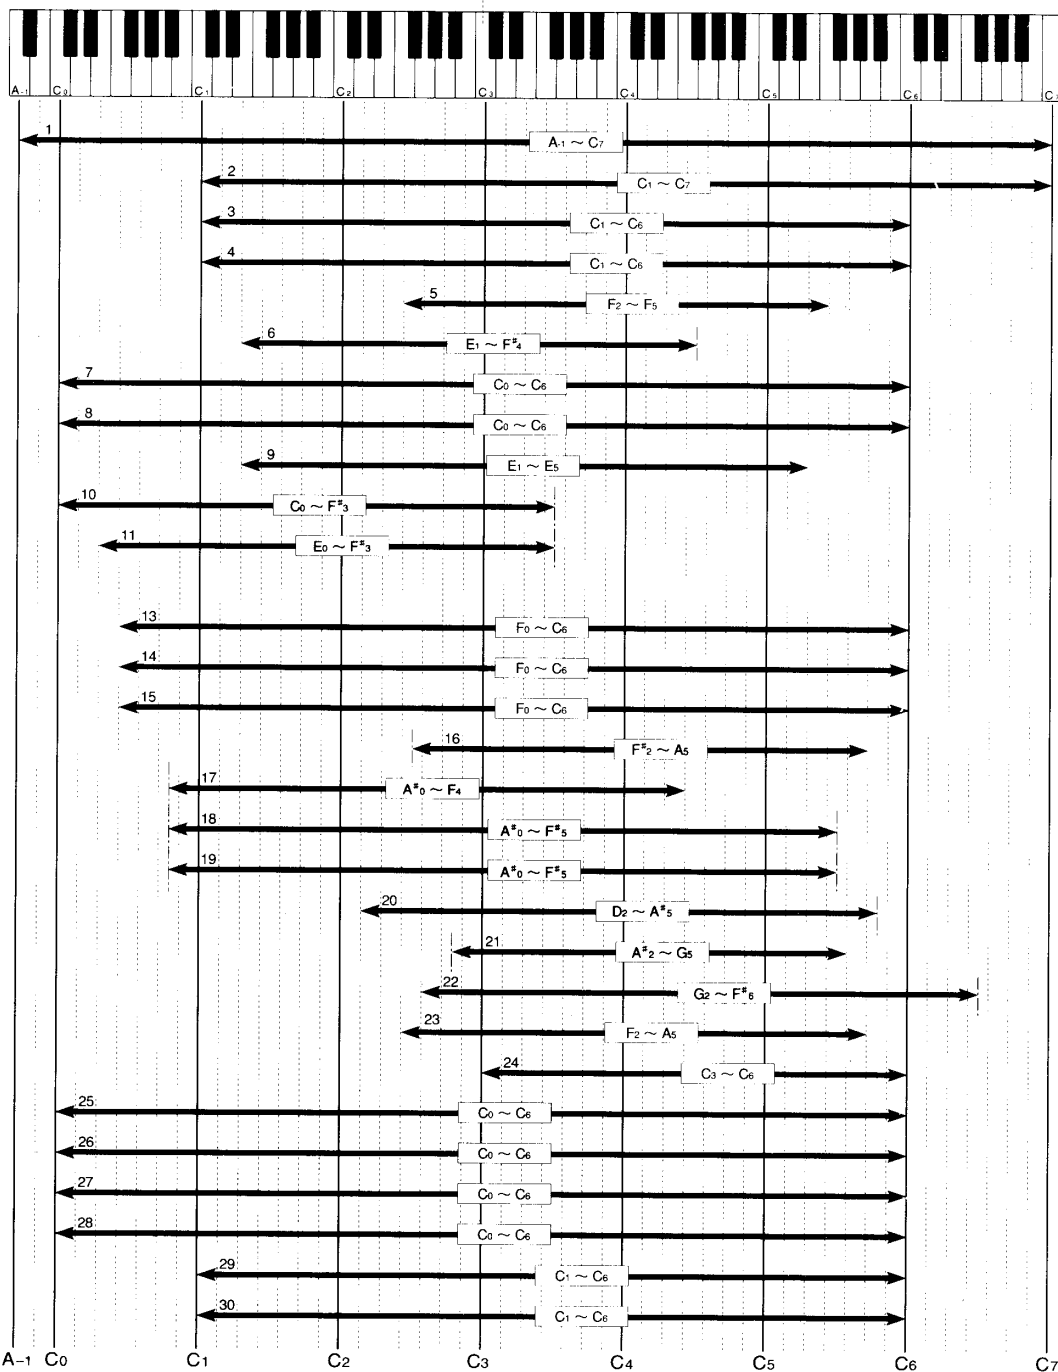 A-1 C0 C1 C2 C3 C4 C5 C6 C7
1 A-1 ~ C7
2 C1 ~ C7
3 C1 ~ C6
4 C1 ~ C6
5 F2 ~ F5
6 E1 ~ F#4
7 C0 ~ C6
8 C0 ~ C6
9 E1 ~ E5
10 C0 ~ F#3
11 E0 ~ F#3
13 F0 ~ C6
14 F0 ~ C6
15 F0 ~ C6
16 F#2 ~ A5
17 A#0 ~ F4
18 A#0 ~ F#5
19 A#0 ~ F#5
20 D2 ~ A#5
21 A#2 ~ G5
22 G2 ~ F#6
23 F2 ~ A5
24 C3 ~ C6
25 C0 ~ C6
26 C0 ~ C6
27 C0 ~ C6
28 C0 ~ C6
29 C1 ~ C6
30 C1 ~ C6
A-1 C0 C1 C2 C3 C4 C5 C6 C7